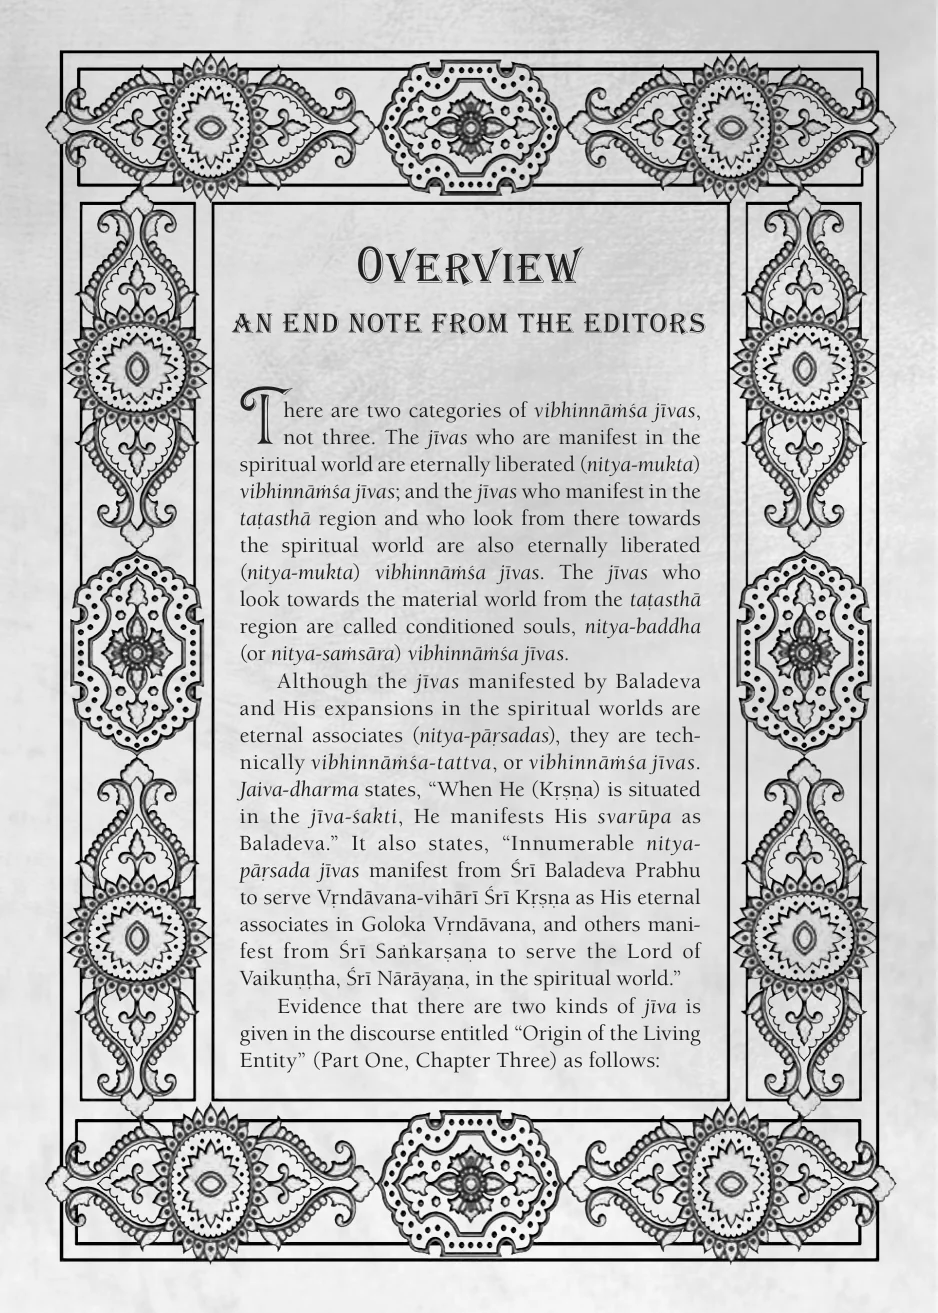 OVERVIEW
AN END NOTE FROM THE EDITORS
There are two categories of vibhinnāṁśa jīvas,
not three. The jīvas who are manifest in the
spiritual world are eternally liberated (nitya-mukta)
vibhinnāṁśa jīvas; and the jīvas who manifest in the
taṭasthā region and who look from there towards
the spiritual world are also eternally liberated
(nitya-mukta) vibhinnāṁśa jīvas. The jīvas who
look towards the material world from the taṭasthā
region are called conditioned souls, nitya-baddha
(or nitya-saṁsāra) vibhinnāṁśa jīvas.
Although the jīvas manifested by Baladeva
and His expansions in the spiritual worlds are
eternal associates (nitya-pāṛsadas), they are tech-
nically vibhinnāṁśa-tattva, or vibhinnāṁśa jīvas.
Jaiva-dharma states, “When He (Kṛṣṇa) is situated
in the jīva-śakti, He manifests His svarūpa as
Baladeva.” It also states, “Innumerable nitya-
pāṛsada jīvas manifest from Śrī Baladeva Prabhu
to serve Vṛndāvana-vihārī Śrī Kṛṣṇa as His eternal
associates in Goloka Vṛndāvana, and others mani-
fest from Śrī Saṅkarṣaṇa to serve the Lord of
Vaikuṇṭha, Śrī Nārāyaṇa, in the spiritual world.”
Evidence that there are two kinds of jīva is
given in the discourse entitled “Origin of the Living
Entity” (Part One, Chapter Three) as follows: